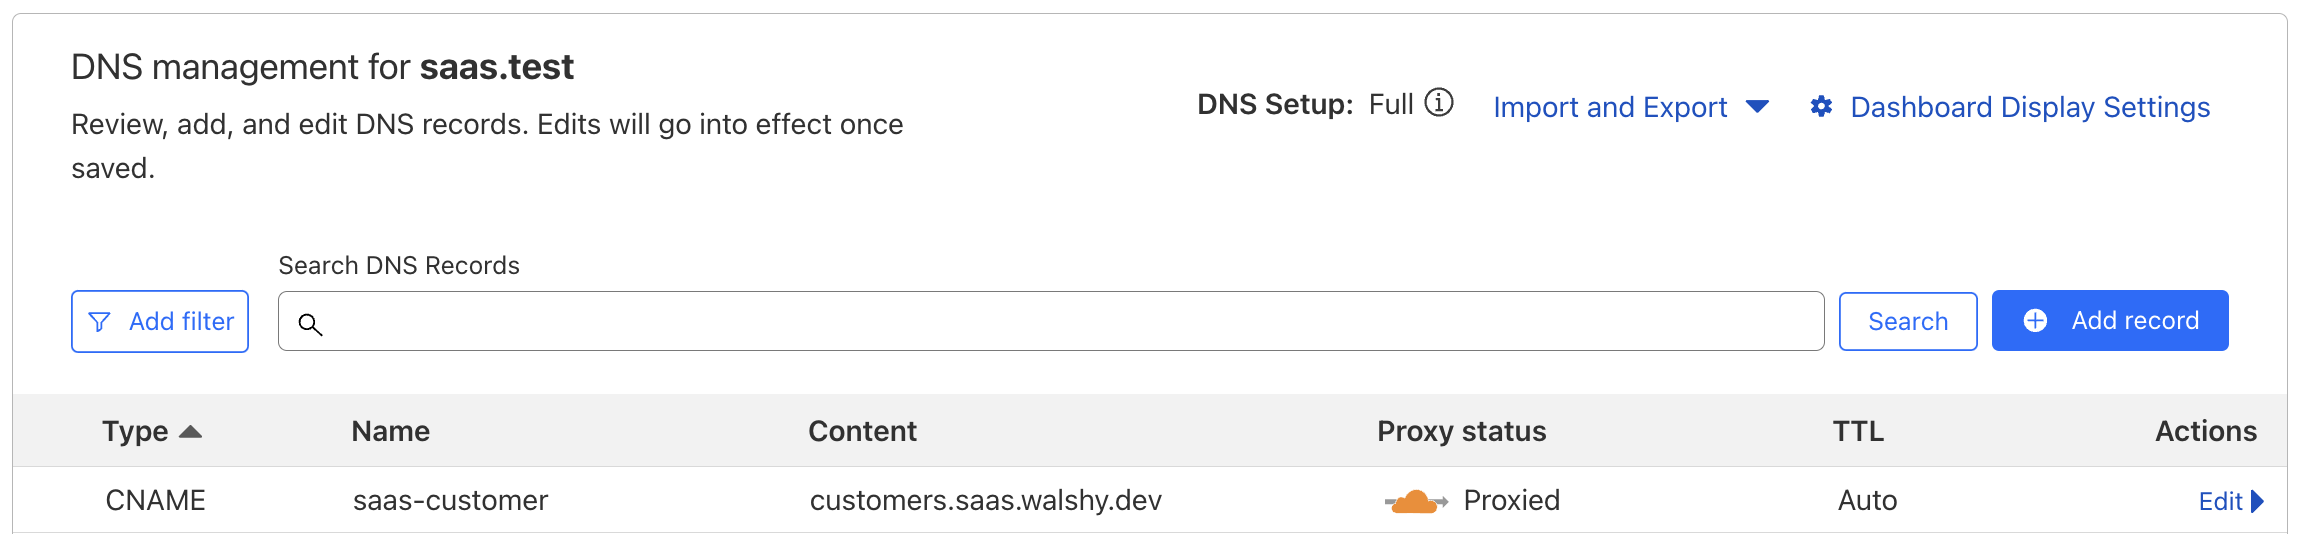 DNS management for saas.test
Review, add, and edit DNS records. Edits will go into effect once
saved.
DNS Setup: Full
Import and Export
Dashboard Display Settings
Search DNS Records
Add filter
Search
Add record
Type Name Content Proxy status TTL Actions
CNAME saas-customer customers.saas.walshy.dev Proxied Auto Edit